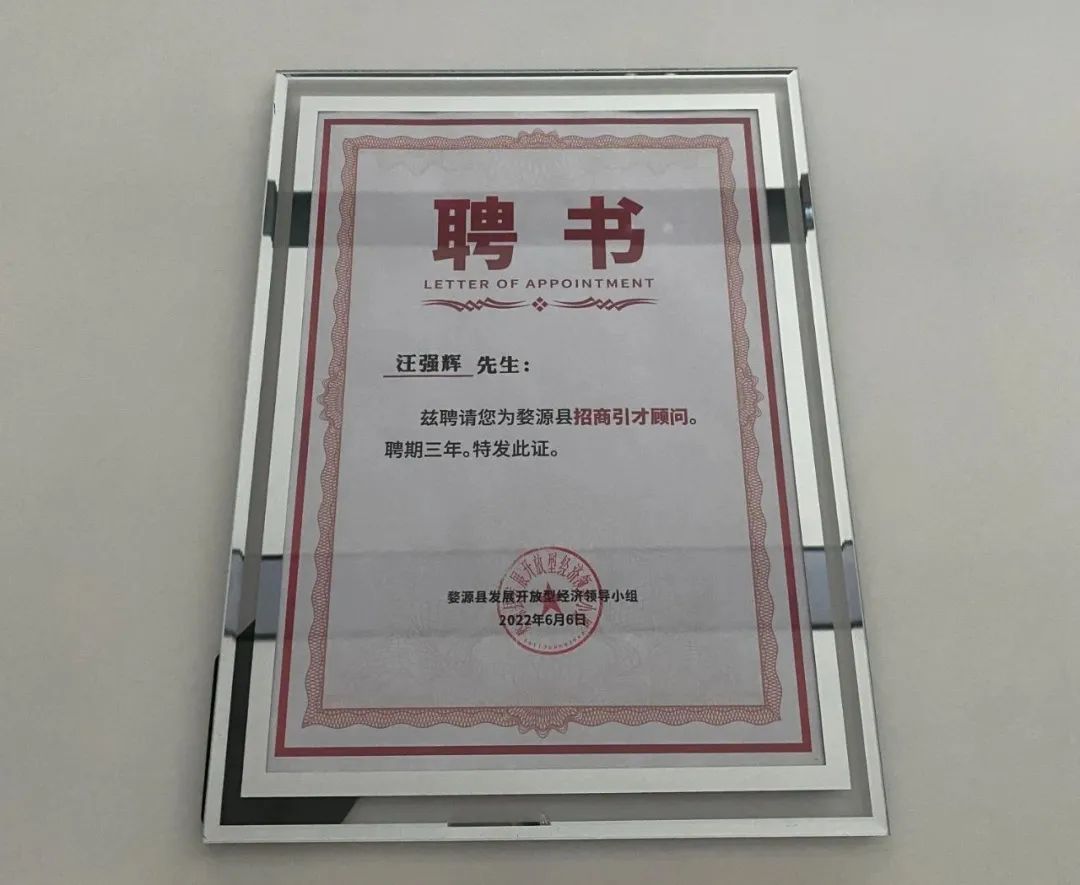 聘 书
LETTER OF APPOINTMENT
汪强辉 先生：
兹聘请您为婺源县招商引才顾问。
聘期三年。特发此证。
婺源县发展开放型经济领导小组
2022年6月6日